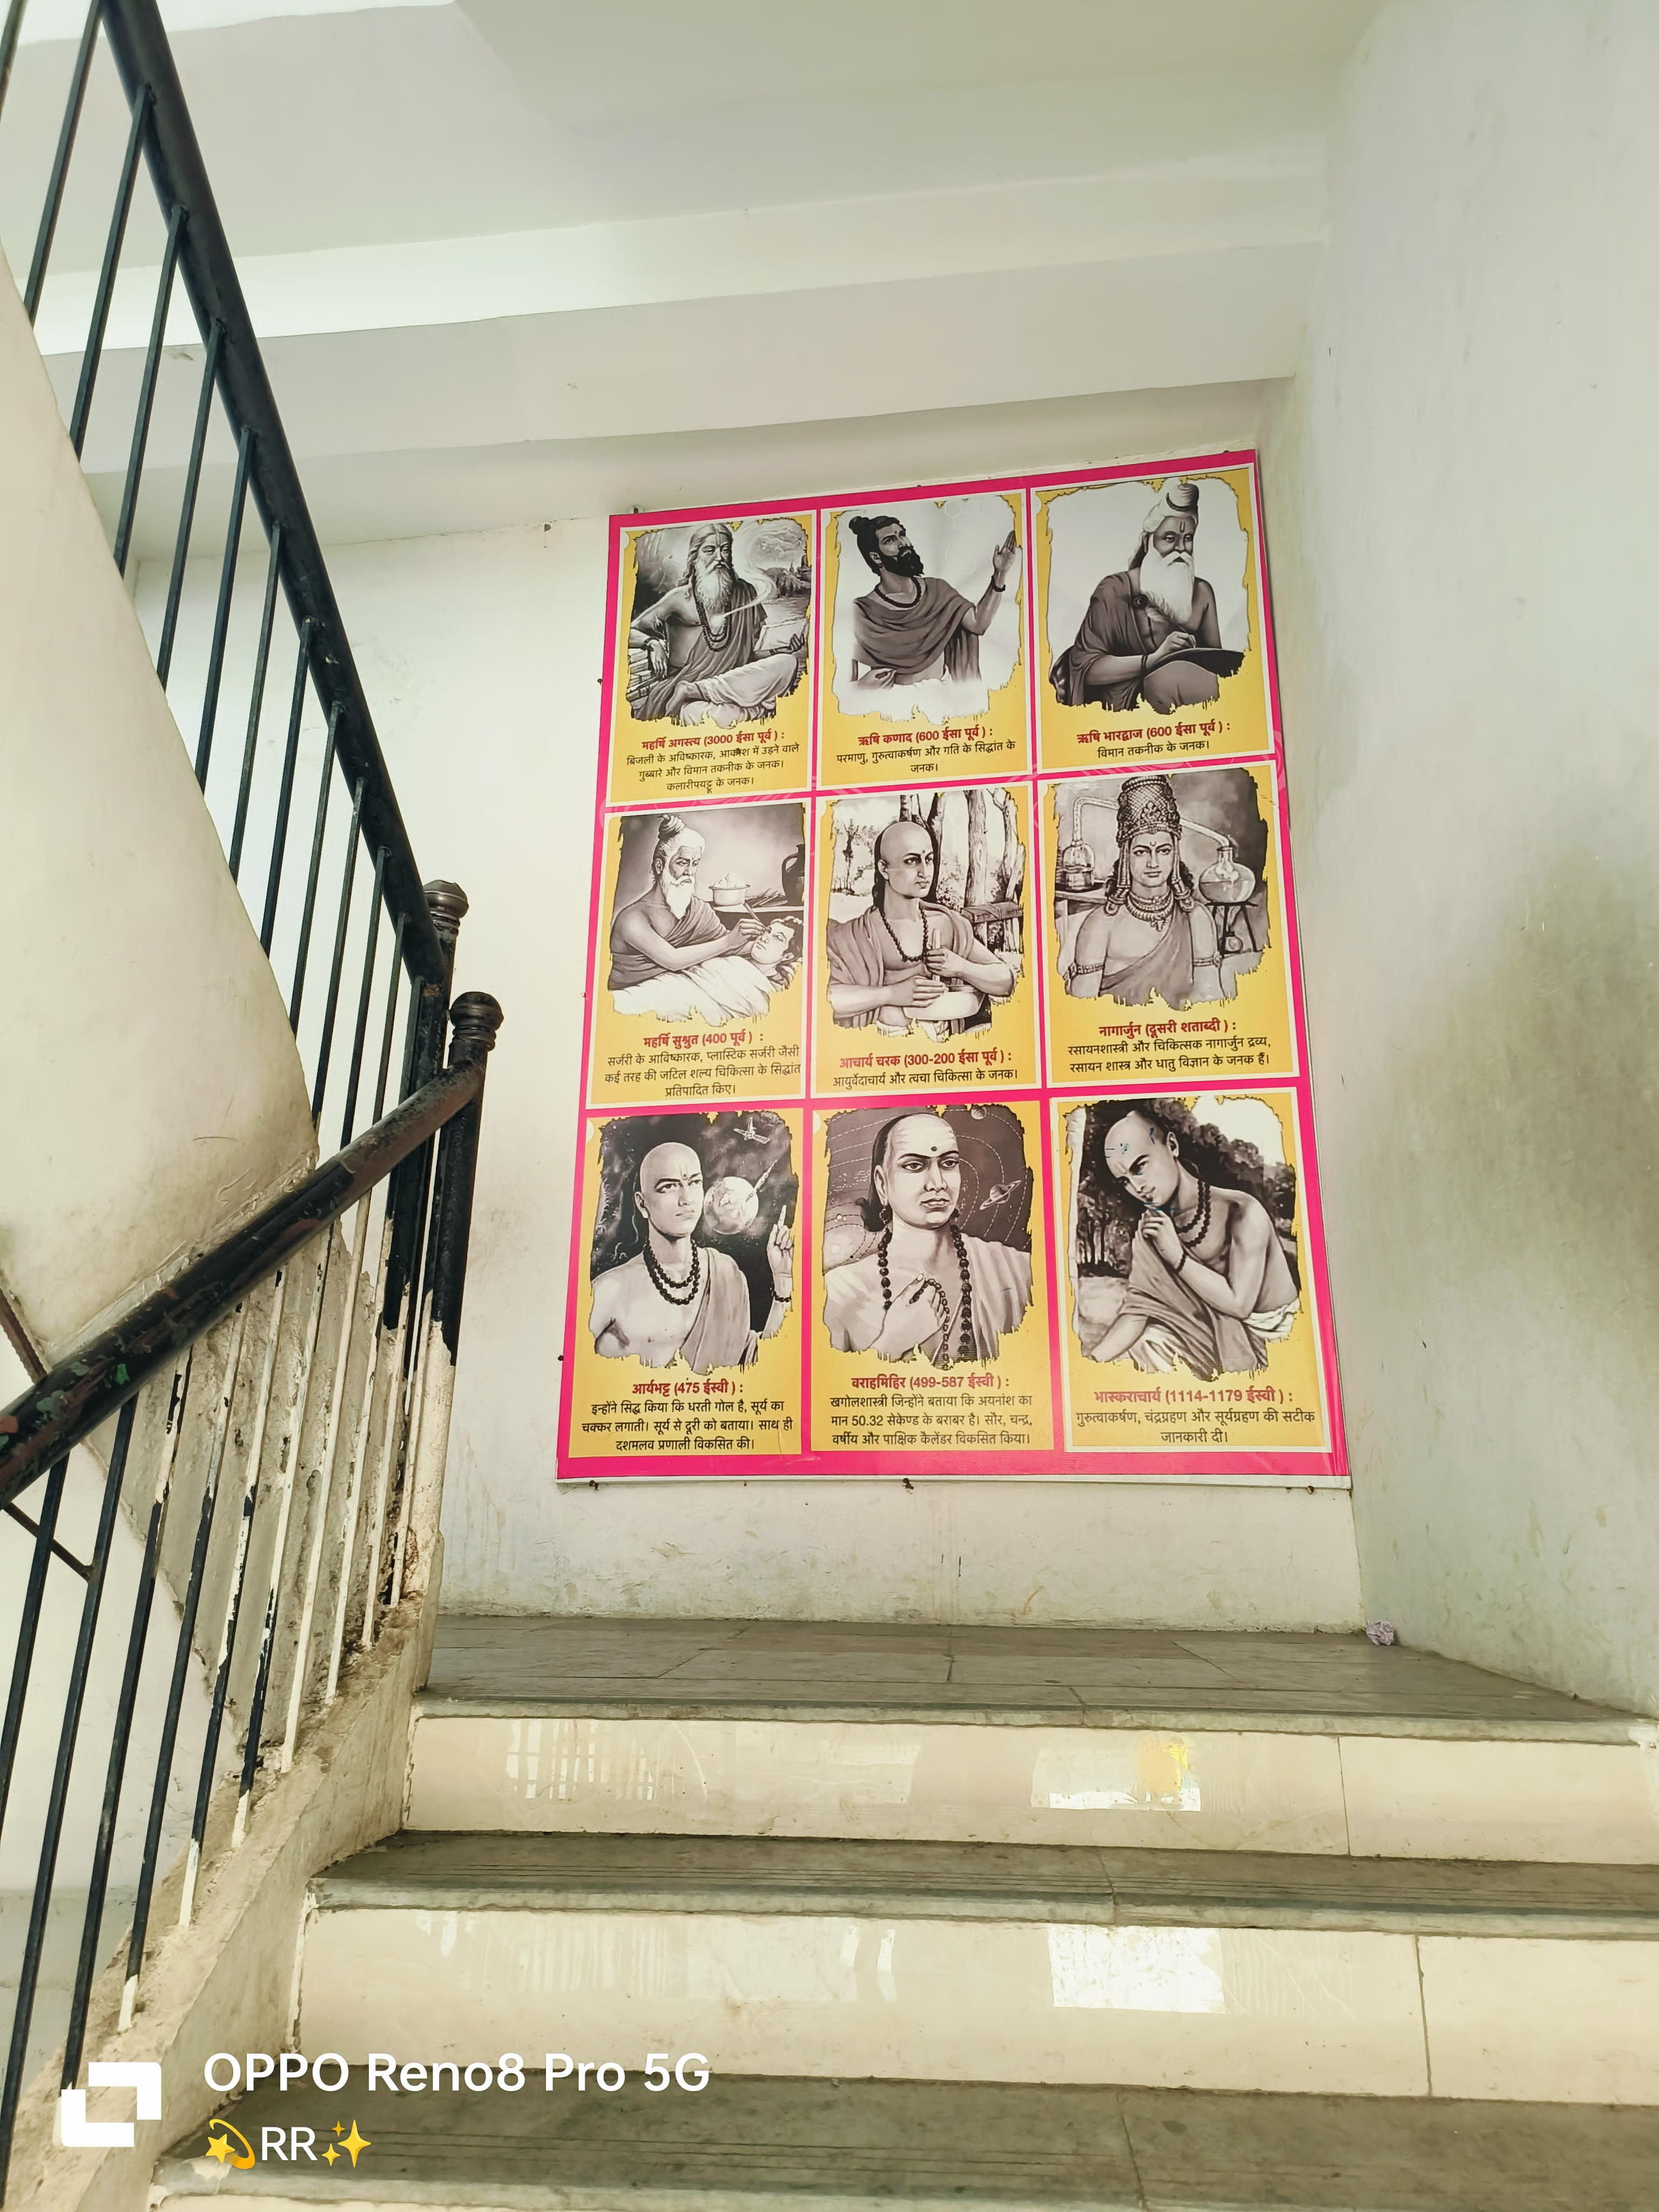 महर्षि अगस्त्य (3000 ईसा पूर्व ) :
बिजली के अविष्कारक, आकाश में उड़ने वाले
गुब्बारे और विमान तकनीक के जनक।
कलारीपयट्टू के जनक।
ऋषि कणाद (600 ईसा पूर्व ) :
परमाणु, गुरुत्वाकर्षण और गति के सिद्धांत के
जनक।
ऋषि भारद्वाज (600 ईसा पूर्व ) :
विमान तकनीक के जनक।
महर्षि सुश्रुत (400 पूर्व ) :
सर्जरी के आविष्कारक, प्लास्टिक सर्जरी जैसी
कई तरह की जटिल शल्य चिकित्सा के सिद्धांत
प्रतिपादित किए।
आचार्य चरक (300-200 ईसा पूर्व ) :
आयुर्वेदाचार्य और त्वचा चिकित्सा के जनक।
नागार्जुन (दूसरी शताब्दी ) :
रसायनशास्त्री और चिकित्सक नागार्जुन द्रव्य,
रसायन शास्त्र और धातु विज्ञान के जनक हैं।
आर्यभट्ट (475 ईस्वी ) :
इन्होंने सिद्ध किया कि धरती गोल है, सूर्य का
चक्कर लगाती। सूर्य से दूरी को बताया। साथ ही
दशमलव प्रणाली विकसित की।
वराहमिहिर (499-587 ईस्वी ) :
खगोलशास्त्री जिन्होंने बताया कि अयनांश का
मान 50.32 सेकेण्ड के बराबर है। सौर, चन्द्र,
वर्षीय और पाक्षिक कैलेंडर विकसित किया।
भास्कराचार्य (1114-1179 ईस्वी ) :
गुरुत्वाकर्षण, चंद्रग्रहण और सूर्यग्रहण की सटीक
जानकारी दी।
OPPO Reno8 Pro 5G
💫RR✨